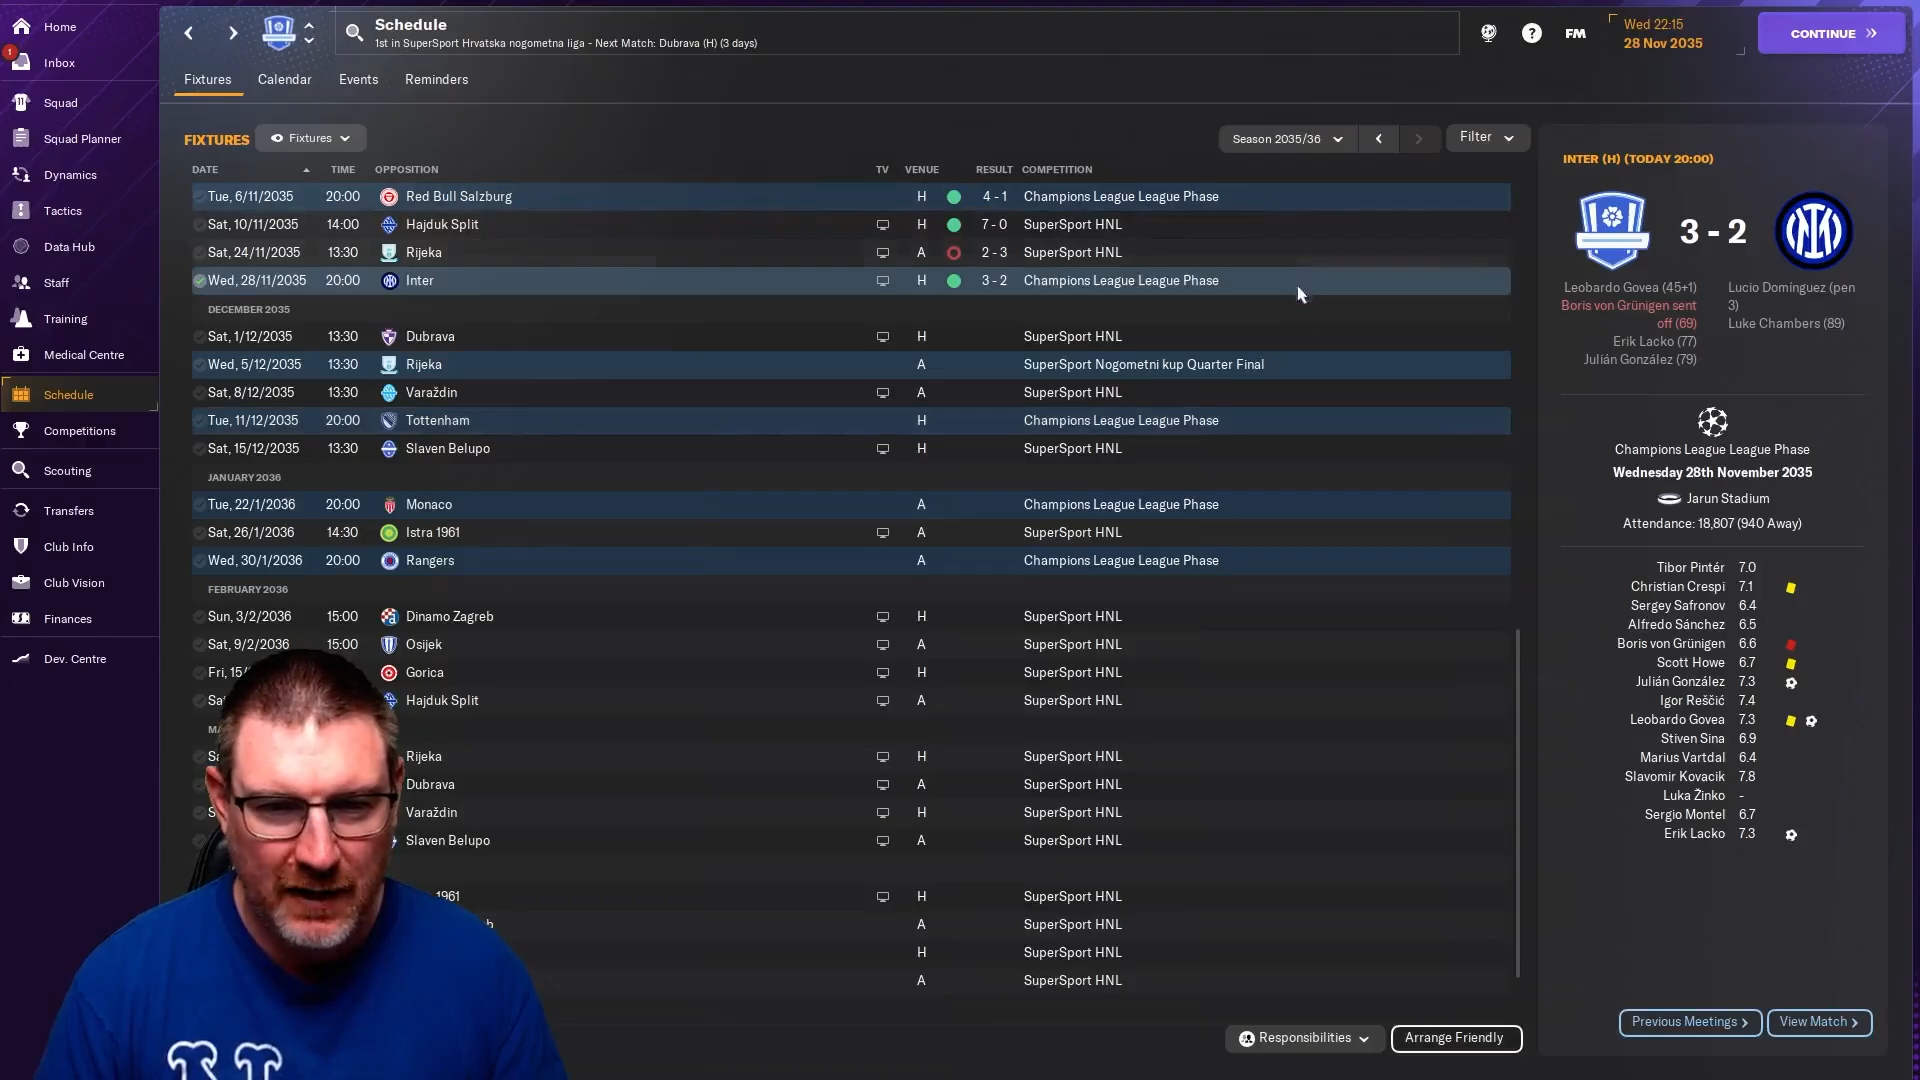 Home
1
Inbox
Squad
Squad Planner
Dynamics
Tactics
Data Hub
Staff
Training
Medical Centre
Schedule
Competitions
Scouting
Transfers
Club Info
Club Vision
Finances
Dev. Centre
Schedule
1st in SuperSport Hrvatska nogometna liga - Next Match: Dubrava (H) (3 days)
FM
Wed 22:15
28 Nov 2035
CONTINUE
Fixtures Calendar Events Reminders
FIXTURES Fixtures Season 2035/36 Filter
DATE TIME OPPOSITION TV VENUE RESULT COMPETITION
Tue, 6/11/2035 20:00 Red Bull Salzburg H 4 - 1 Champions League League Phase
Sat, 10/11/2035 14:00 Hajduk Split H 7 - 0 SuperSport HNL
Sat, 24/11/2035 13:30 Rijeka A 2 - 3 SuperSport HNL
Wed, 28/11/2035 20:00 Inter H 3 - 2 Champions League League Phase
DECEMBER 2035
Sat, 1/12/2035 13:30 Dubrava H SuperSport HNL
Wed, 5/12/2035 13:30 Rijeka A SuperSport Nogometni kup Quarter Final
Sat, 8/12/2035 13:30 Varaždin A SuperSport HNL
Tue, 11/12/2035 20:00 Tottenham H Champions League League Phase
Sat, 15/12/2035 13:30 Slaven Belupo H SuperSport HNL
JANUARY 2036
Tue, 22/1/2036 20:00 Monaco A Champions League League Phase
Sat, 26/1/2036 14:30 Istra 1961 A SuperSport HNL
Wed, 30/1/2036 20:00 Rangers A Champions League League Phase
FEBRUARY 2036
Sun, 3/2/2036 15:00 Dinamo Zagreb H SuperSport HNL
Sat, 9/2/2036 15:00 Osijek A SuperSport HNL
Fri, 15/ Gorica H SuperSport HNL
Sa Hajduk Split A SuperSport HNL
MA
Sa Rijeka H SuperSport HNL
Dubrava A SuperSport HNL
S Varaždin H SuperSport HNL
Slaven Belupo A SuperSport HNL
1961 H SuperSport HNL
b A SuperSport HNL
H SuperSport HNL
A SuperSport HNL
Responsibilities Arrange Friendly
INTER (H) (TODAY 20:00)
3 - 2
Leobardo Govea (45+1)
Boris von Grünigen sent
off (69)
Erik Lacko (77)
Julián González (79)
Lucio Domínguez (pen
3)
Luke Chambers (89)
Champions League League Phase
Wednesday 28th November 2035
Jarun Stadium
Attendance: 18,807 (940 Away)
Tibor Pintér 7.0
Christian Crespi 7.1
Sergey Safronov 6.4
Alfredo Sánchez 6.5
Boris von Grünigen 6.6
Scott Howe 6.7
Julián González 7.3
Igor Reščić 7.4
Leobardo Govea 7.3
Stiven Sina 6.9
Marius Vartdal 6.4
Slavomir Kovacik 7.8
Luka Žinko -
Sergio Montel 6.7
Erik Lacko 7.3
Previous Meetings View Match